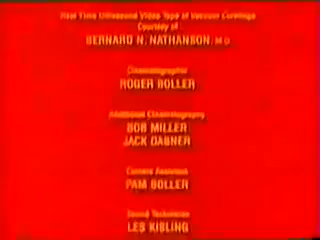 Real Time Ultrasound Video Tape of Vacuum Curettage
Courtesy of
BERNARD N. NATHANSON, M.D.
Cinematographer
ROGER BOLLER
Additional Cinematography
BOB MILLER
JACK DABNER
Camera Assistant
PAM BOLLER
Sound Technician
LES KISLING